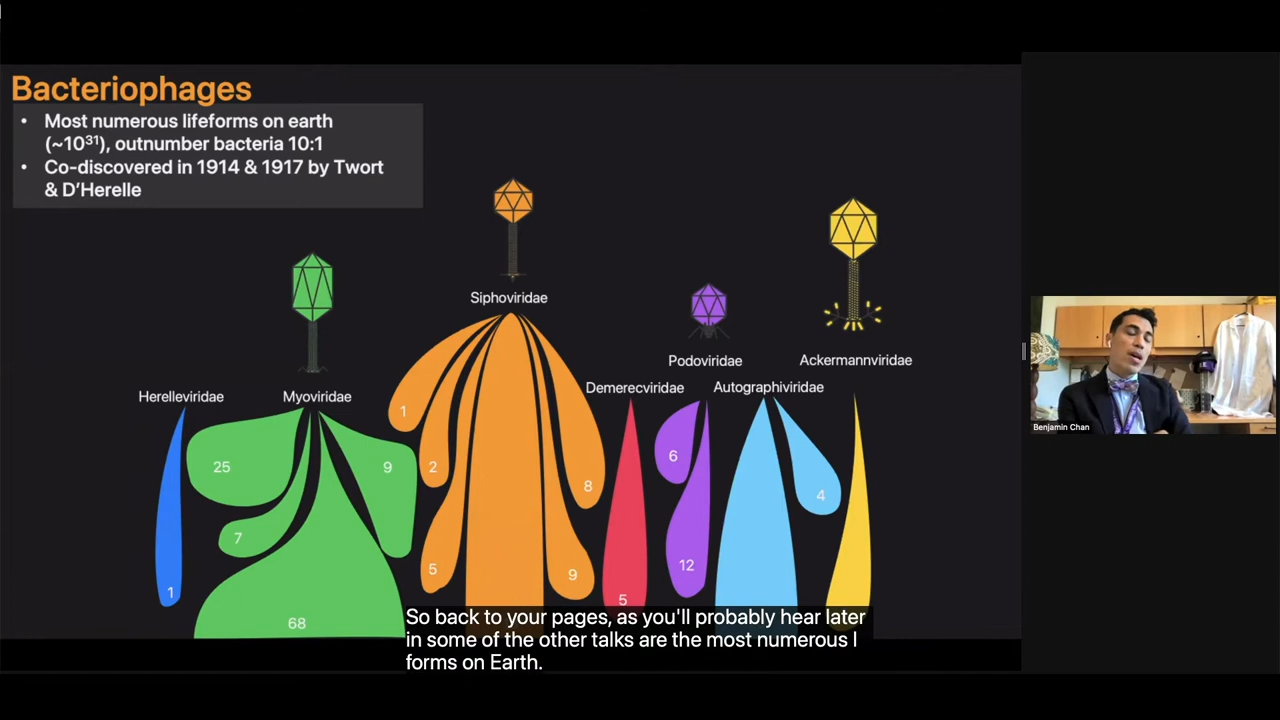 Bacteriophages
• Most numerous lifeforms on earth
(~10³¹), outnumber bacteria 10:1
• Co-discovered in 1914 & 1917 by Twort
& D'Herelle
Siphoviridae
Podoviridae
Ackermannviridae
Herelleviridae
Myoviridae
Demerecviridae
Autographiviridae
1
25
7
68
9
1
2
5
9
8
5
6
12
4
Benjamin Chan
So back to your pages, as you'll probably hear later
in some of the other talks are the most numerous l
forms on Earth.